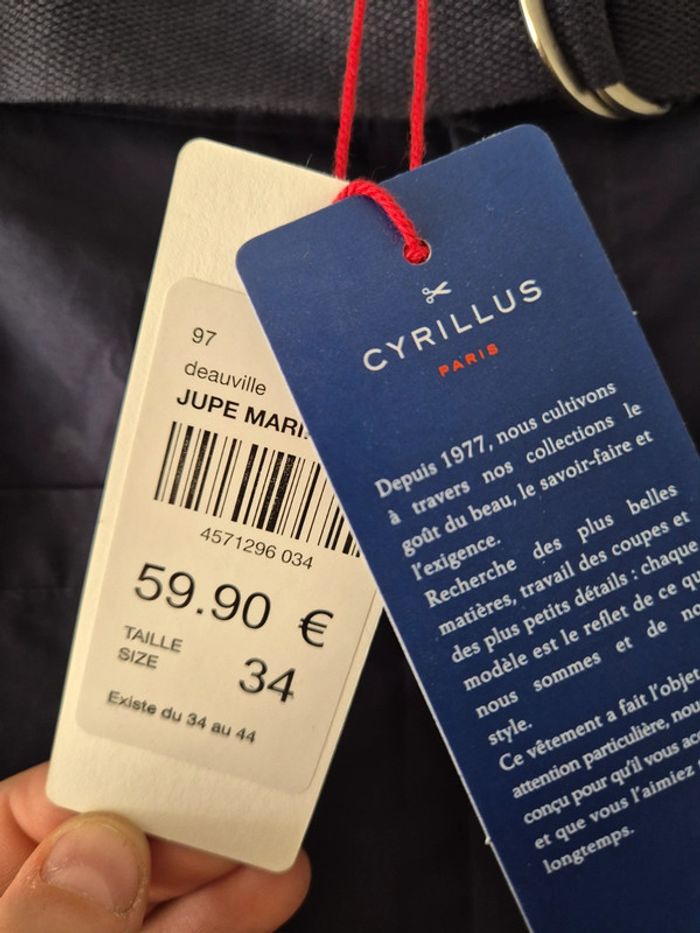 97
deauville
JUPE MARI
4571296 034
59.90 €
TAILLE
SIZE
34
Existe du 34 au 44
CYRILLUS
PARIS
Depuis 1977, nous cultivons
à travers nos collections le
goût du beau, le savoir-faire et
l'exigence.
Recherche des plus belles
matières, travail des coupes et
des plus petits détails : chaque
modèle est le reflet de ce q
nous sommes et de n
style.
Ce vêtement a fait l'objet
attention particulière, nou
conçu pour qu'il vous acc
et que vous l'aimiez
longtemps.